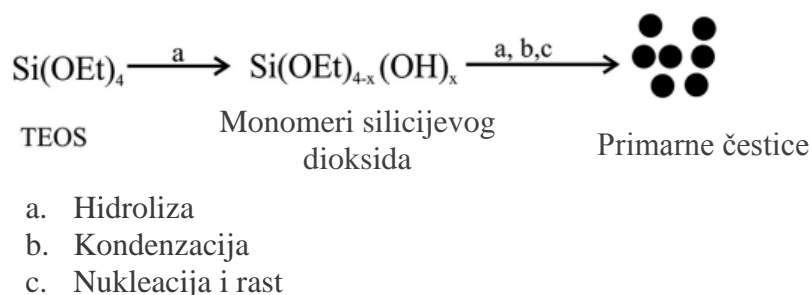 Si(OEt)₄ a Si(OEt)₄₋ₓ(OH)ₓ a, b,c
TEOS Monomeri silicijevog dioksida Primarne čestice
a. Hidroliza
b. Kondenzacija
c. Nukleacija i rast